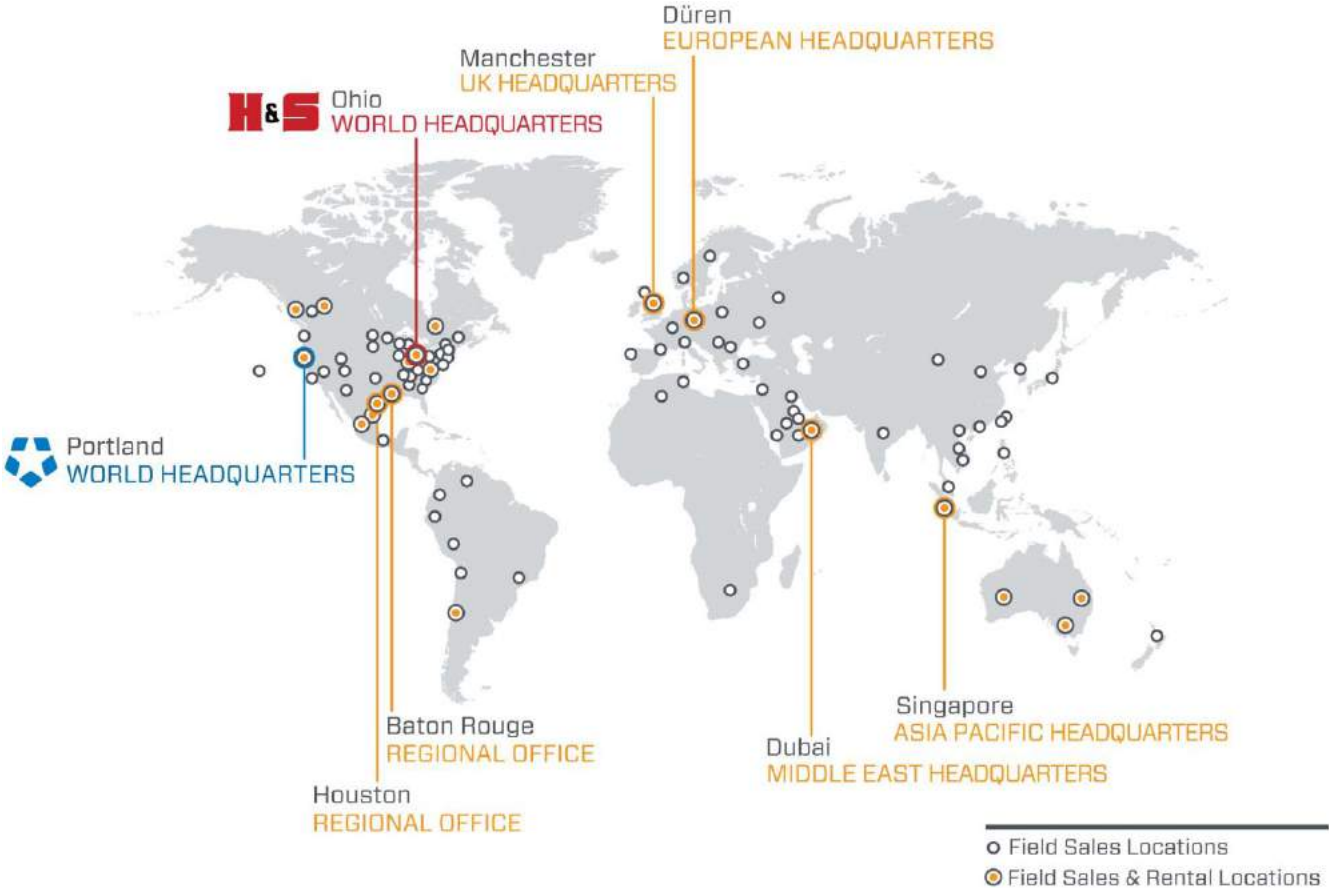 Düren
EUROPEAN HEADQUARTERS
Manchester
UK HEADQUARTERS
H&S
Ohio
WORLD HEADQUARTERS
Portland
WORLD HEADQUARTERS
Baton Rouge
REGIONAL OFFICE
Houston
REGIONAL OFFICE
Singapore
ASIA PACIFIC HEADQUARTERS
Dubai
MIDDLE EAST HEADQUARTERS
Field Sales Locations
Field Sales & Rental Locations